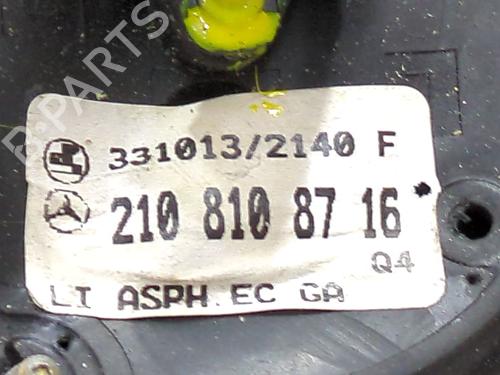 B-PARTS
331013/2140 F
210 810 87 16
Q4
LT ASPH. EC GA